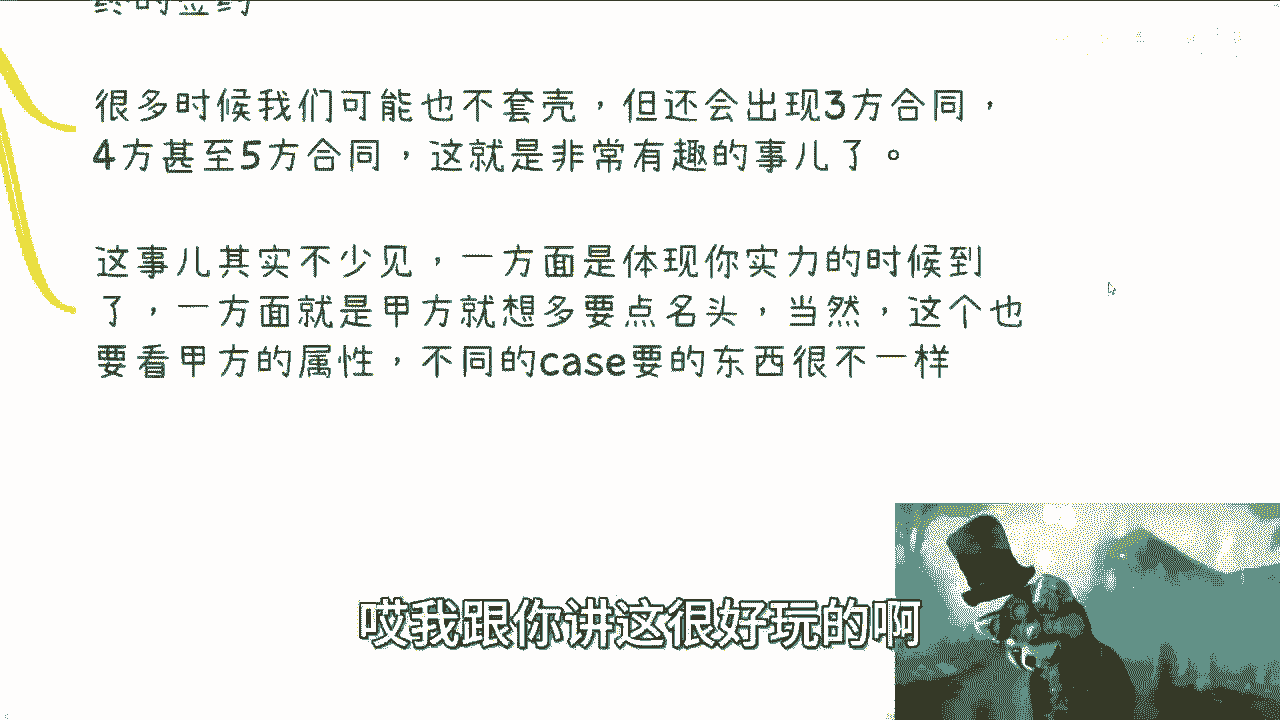 终的签约
很多时候我们可能也不套壳，但还会出现3方合同，
4方甚至5方合同，这就是非常有趣的事儿了。
这事儿其实不少见，一方面是体现你实力的时候到
了，一方面就是甲方就想多要点名头，当然，这个也
要看甲方的属性，不同的case要的东西很不一样
哎我跟你讲这很好玩的啊